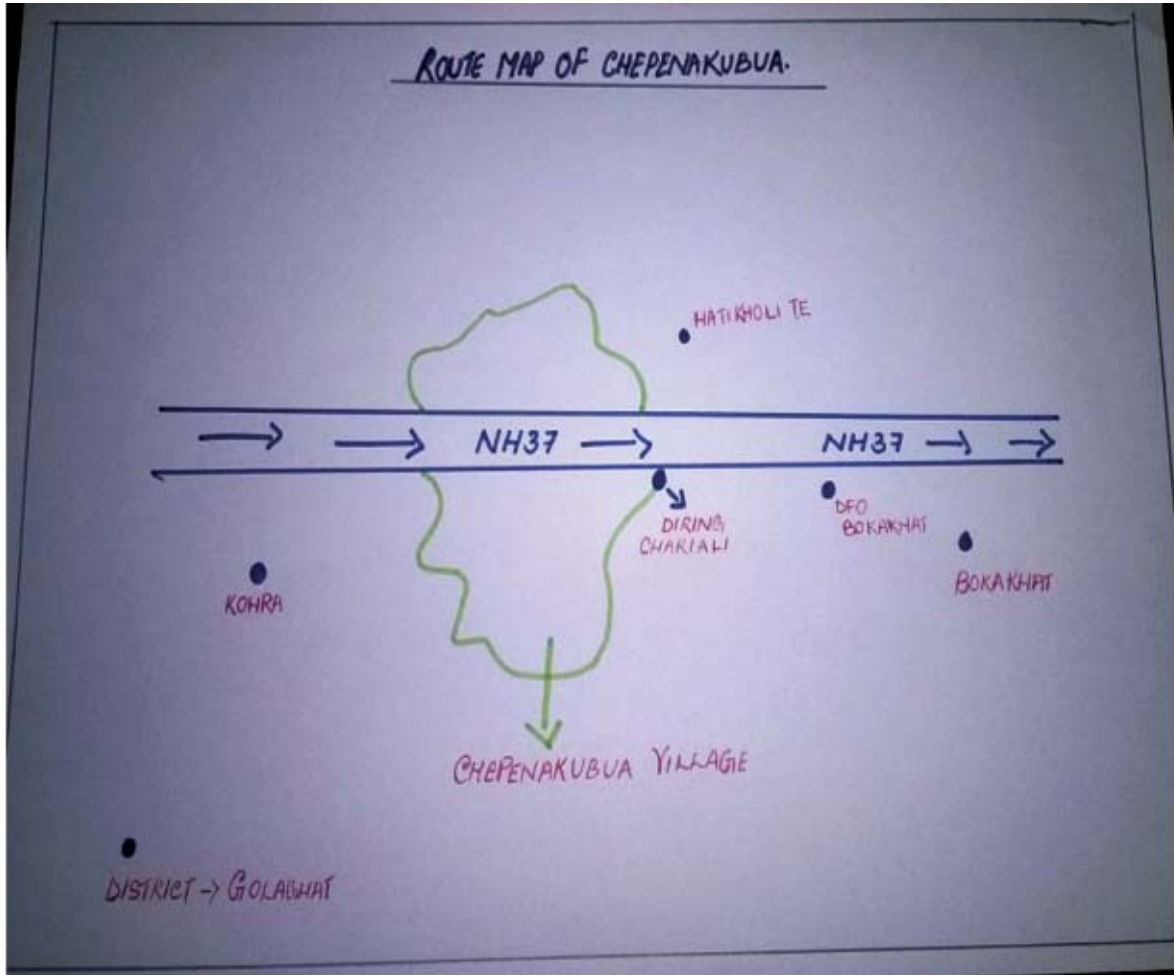 ROUTE MAP OF CHEPENAKUBUA.
HATIKHOLI TE
NH37
NH37
DIRING
CHARIALI
DFO
BOKAKHAT
BOKAKHAT
KOHRA
CHEPENAKUBUA VILLAGE
DISTRICT → GOLAGHAT